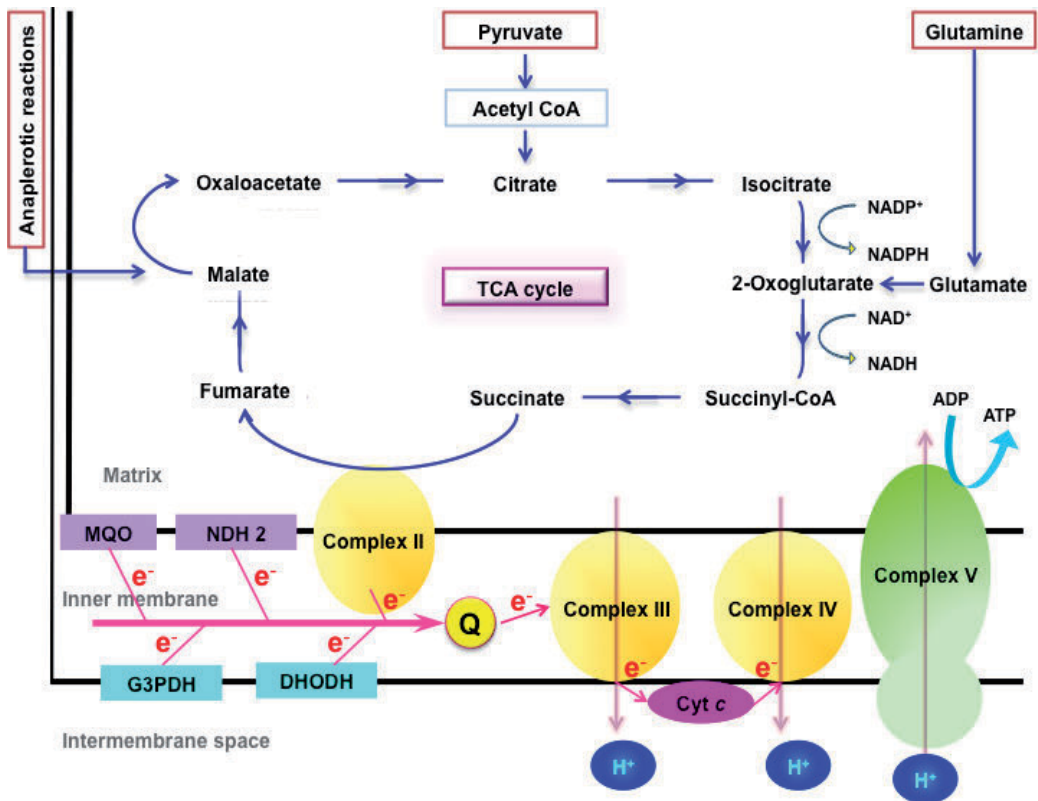 Anaplerotic reactions
Pyruvate
Glutamine
Acetyl CoA
Oxaloacetate
Citrate
Isocitrate
NADP⁺
NADPH
Malate
TCA cycle
2-Oxoglutarate
Glutamate
NAD⁺
NADH
Fumarate
Succinate
Succinyl-CoA
ADP
ATP
Matrix
MQO
NDH 2
Complex II
e⁻
e⁻
Inner membrane
e⁻
Q
e⁻
Complex III
Complex IV
Complex V
e⁻
e⁻
e⁻
e⁻
G3PDH
DHODH
Cyt c
Intermembrane space
H⁺
H⁺
H⁺